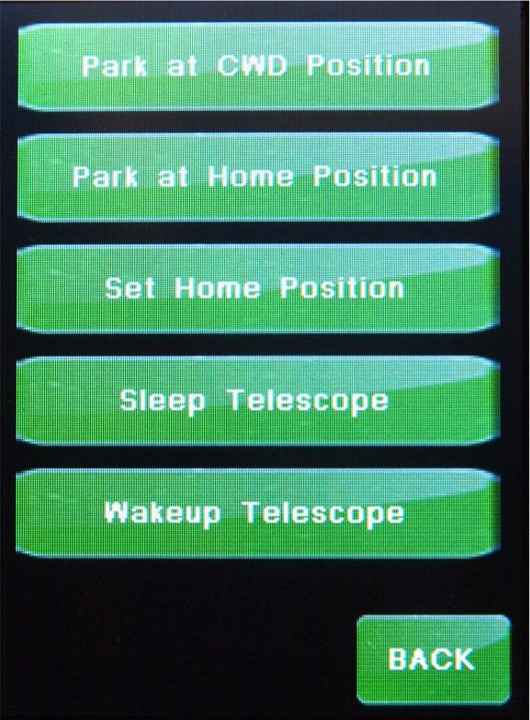 Park at CWD Position
Park at Home Position
Set Home Position
Sleep Telescope
Wakeup Telescope
BACK